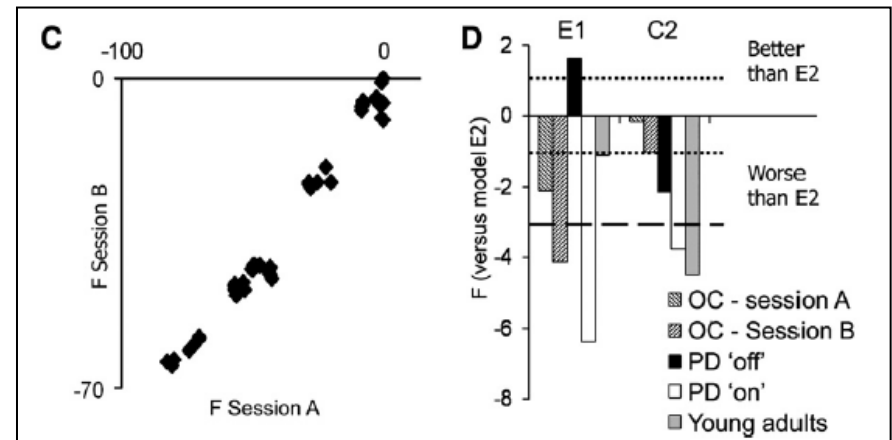 C
-100
0
0
F Session B
-70
F Session A
D
E1
C2
2
0
-2
-4
-6
-8
F (versus model E2)
Better
than E2
Worse
than E2
OC - session A
OC - Session B
PD 'off'
PD 'on'
Young adults